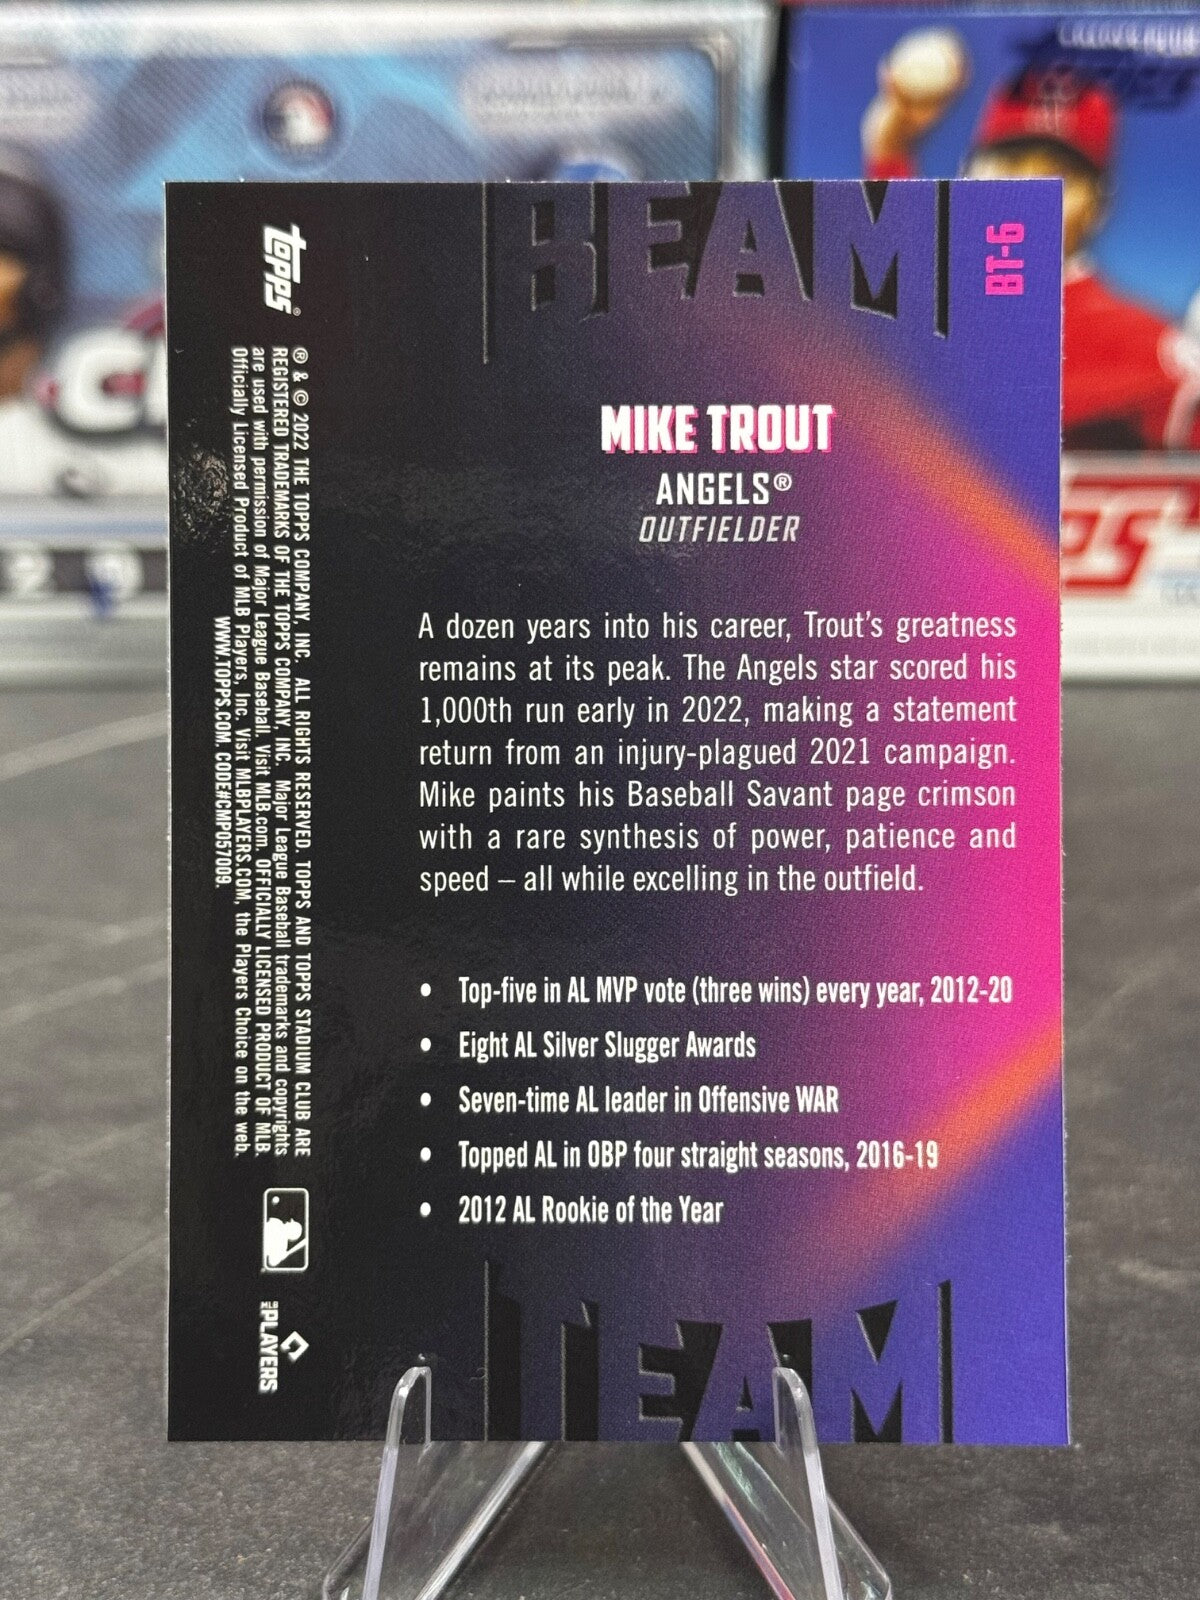 BEAM
BT-6
MIKE TROUT
ANGELS®
OUTFIELDER
A dozen years into his career, Trout's greatness
remains at its peak. The Angels star scored his
1,000th run early in 2022, making a statement
return from an injury-plagued 2021 campaign.
Mike paints his Baseball Savant page crimson
with a rare synthesis of power, patience and
speed – all while excelling in the outfield.
• Top-five in AL MVP vote (three wins) every year, 2012-20
• Eight AL Silver Slugger Awards
• Seven-time AL leader in Offensive WAR
• Topped AL in OBP four straight seasons, 2016-19
• 2012 AL Rookie of the Year
TEAM
topps®
® & © 2022 THE TOPPS COMPANY, INC. ALL RIGHTS RESERVED. TOPPS AND TOPPS STADIUM CLUB ARE
REGISTERED TRADEMARKS OF THE TOPPS COMPANY, INC. Major League Baseball trademarks and copyrights
are used with permission of Major League Baseball. Visit MLB.com. OFFICIALLY LICENSED PRODUCT OF MLB
Officially Licensed Product of MLB Players, Inc. Visit MLBPLAYERS.COM, the Players Choice on the web.
WWW.TOPPS.COM. CODE#CMP057009.
MLB PLAYERS